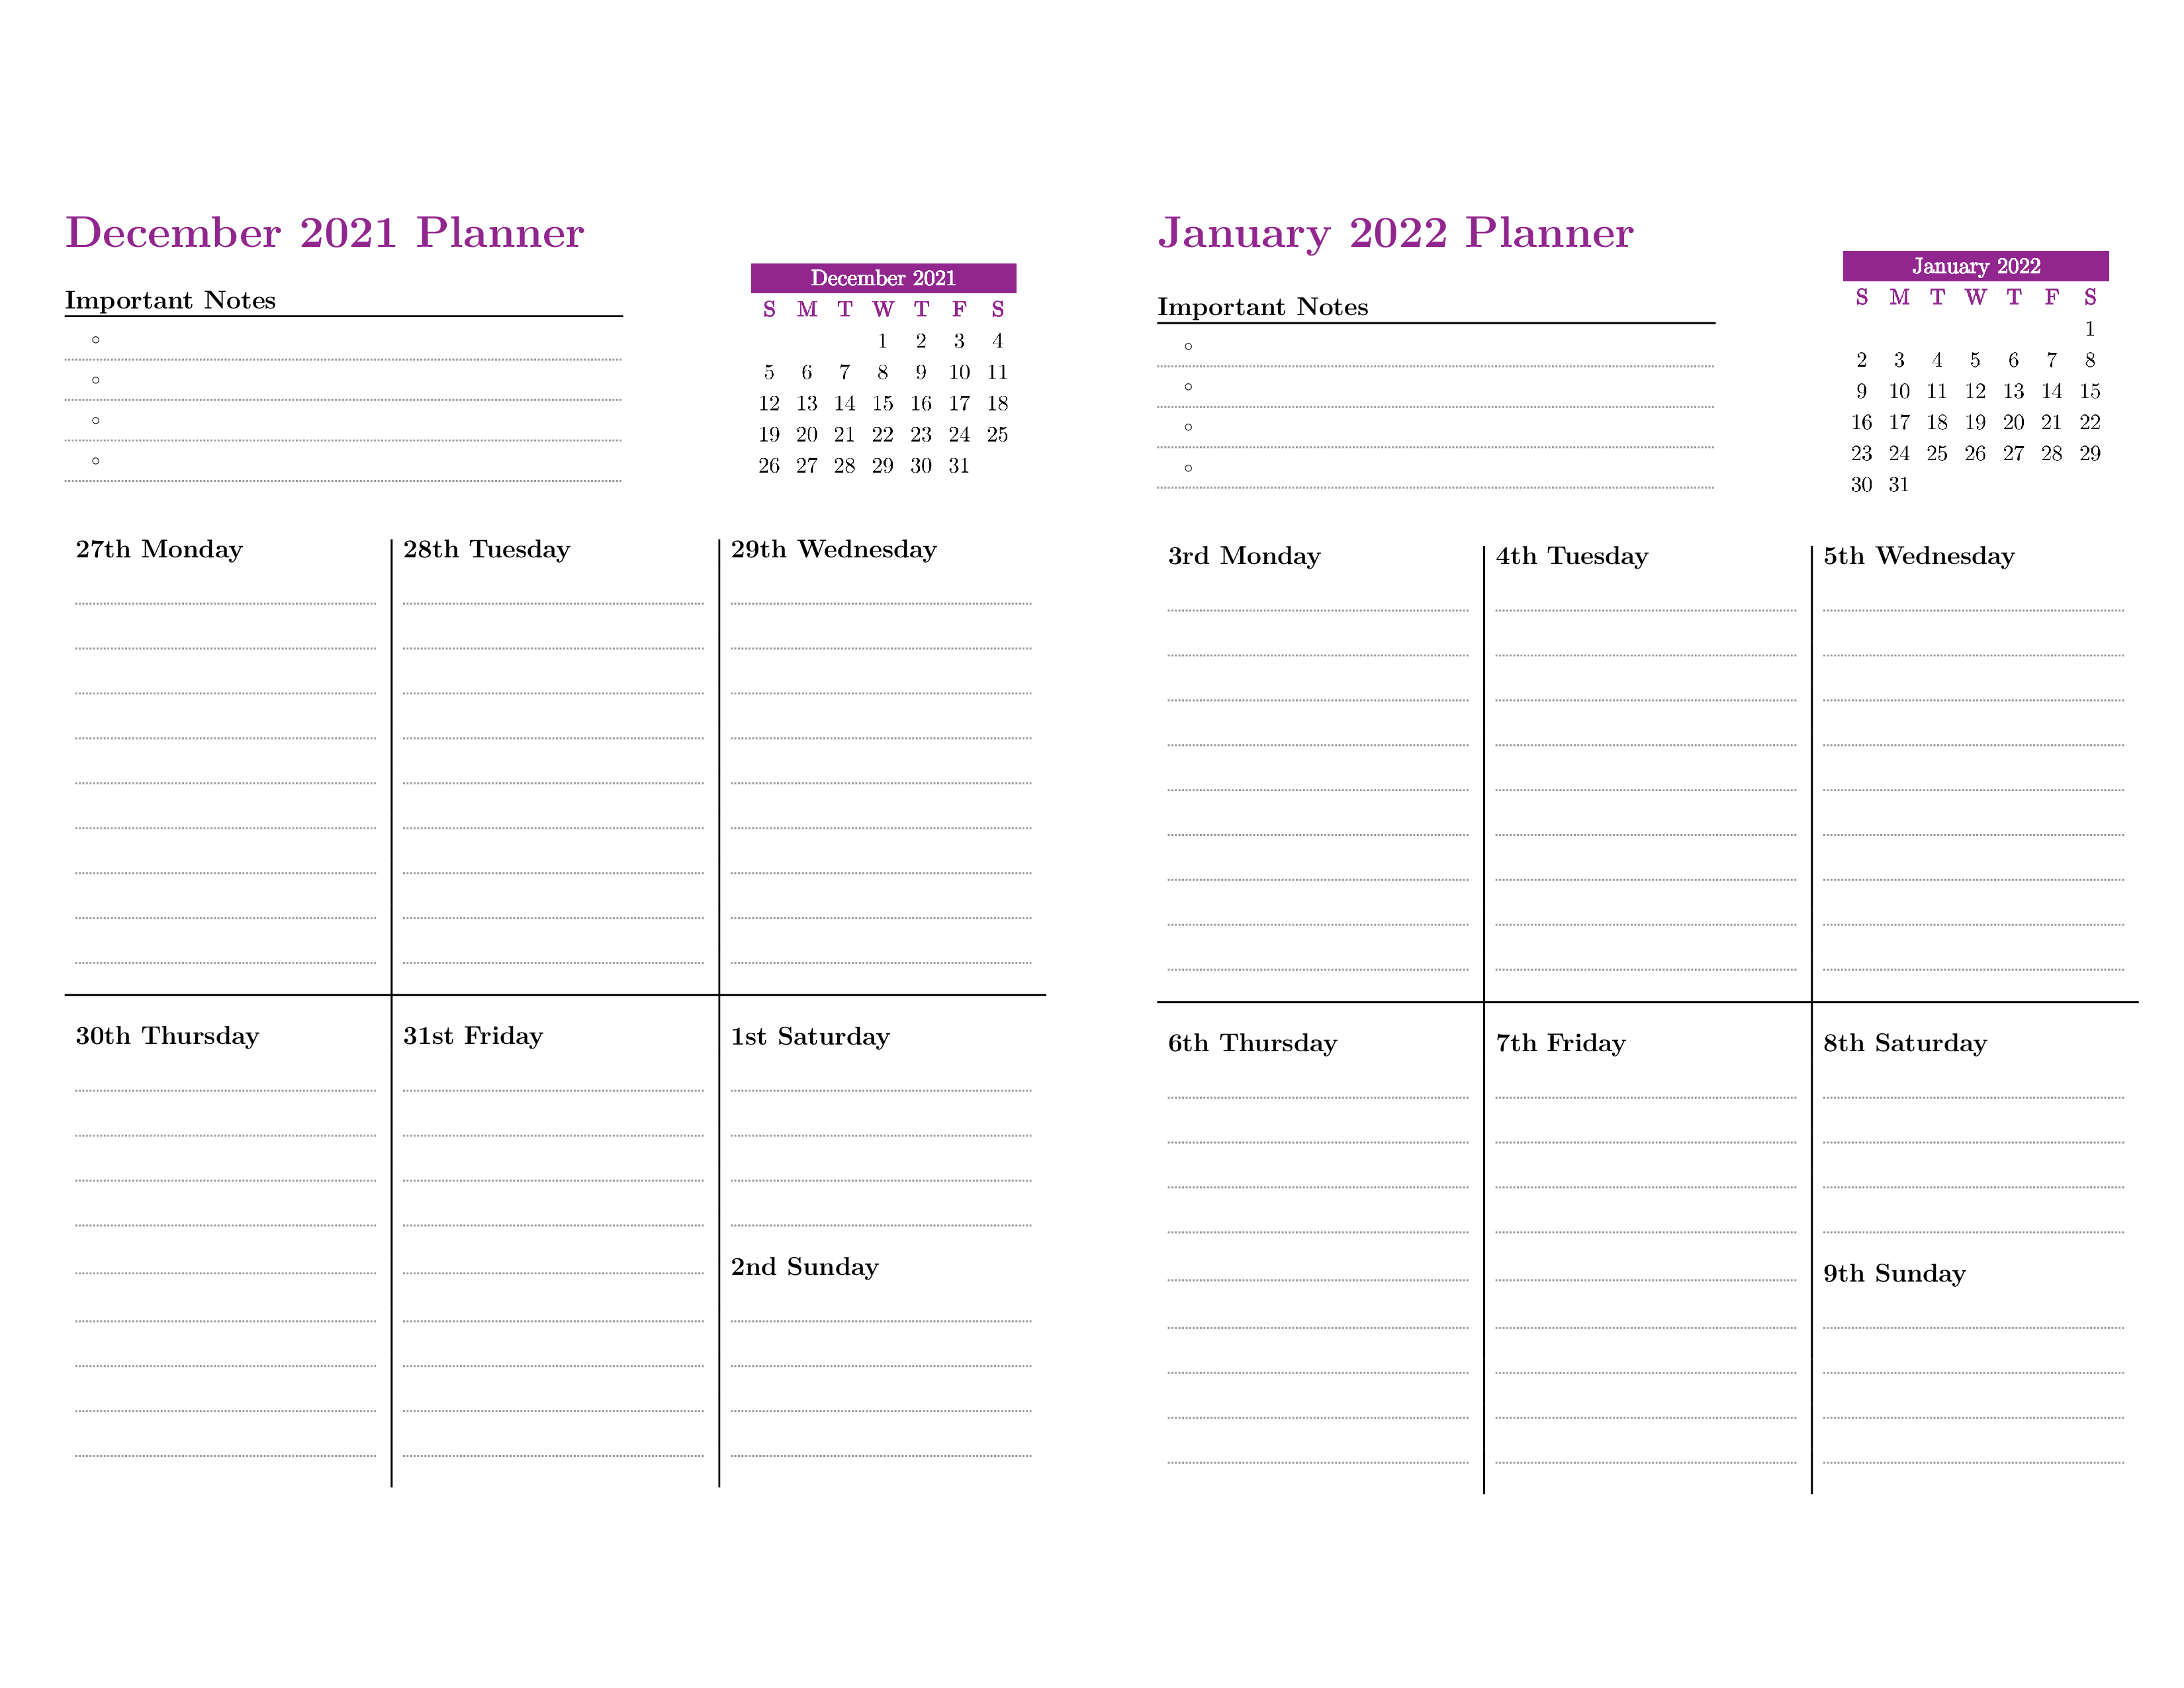 December 2021 Planner
Important Notes
December 2021
S M T W T F S
1 2 3 4
5 6 7 8 9 10 11
12 13 14 15 16 17 18
19 20 21 22 23 24 25
26 27 28 29 30 31
27th Monday
28th Tuesday
29th Wednesday
30th Thursday
31st Friday
1st Saturday
2nd Sunday
January 2022 Planner
Important Notes
January 2022
S M T W T F S
1
2 3 4 5 6 7 8
9 10 11 12 13 14 15
16 17 18 19 20 21 22
23 24 25 26 27 28 29
30 31
3rd Monday
4th Tuesday
5th Wednesday
6th Thursday
7th Friday
8th Saturday
9th Sunday